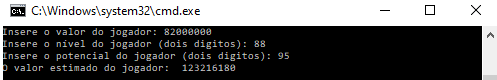 C:\Windows\system32\cmd.exe
Insere o valor do jogador: 82000000
Insere o nível do jogador (dois digitos): 88
Insere o potencial do jogador (dois digitos): 95
O valor estimado do jogador:  123216180